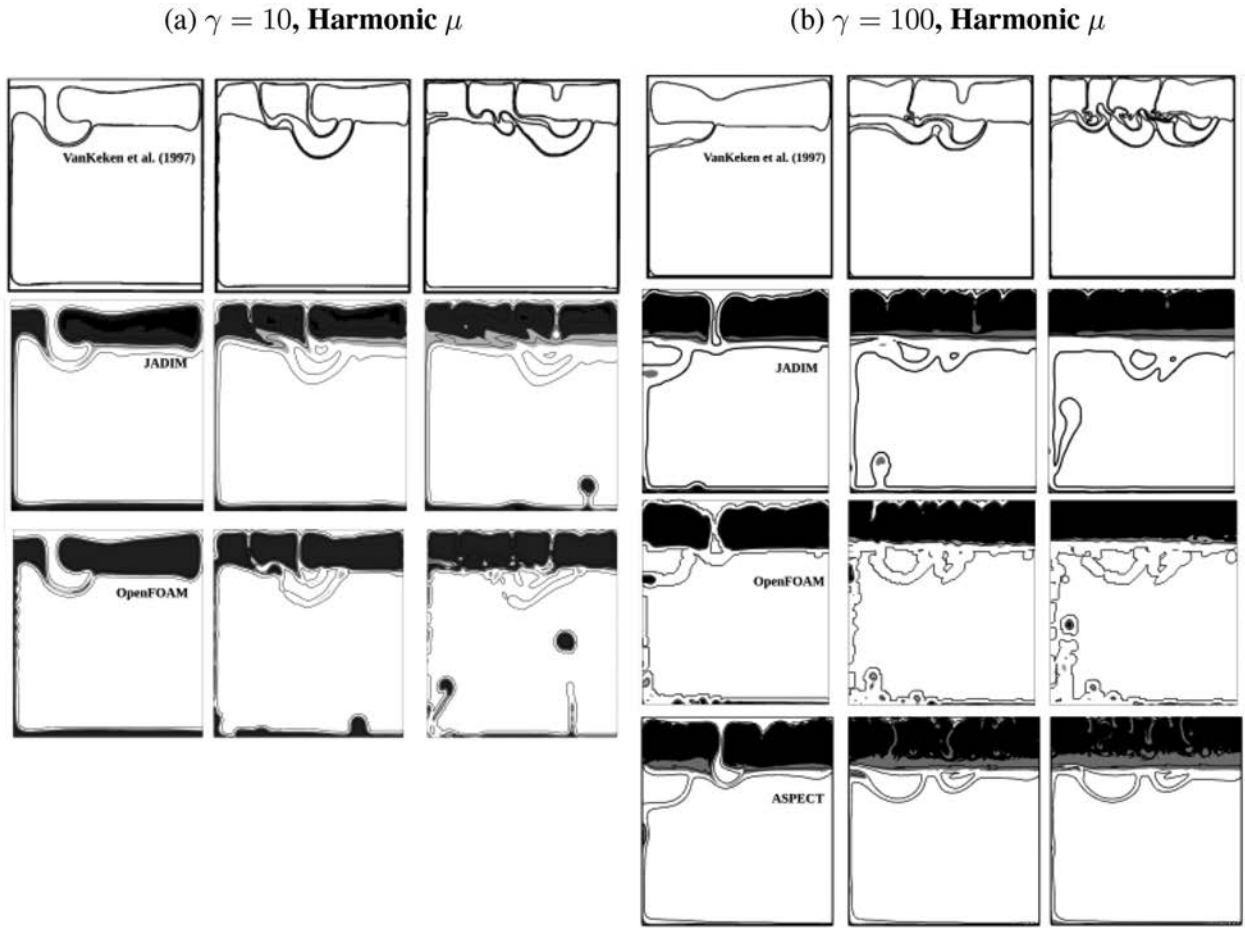 (a) γ = 10, Harmonic μ
VanKeken et al. (1997)
JADIM
OpenFOAM
(b) γ = 100, Harmonic μ
VanKeken et al. (1997)
JADIM
OpenFOAM
ASPECT